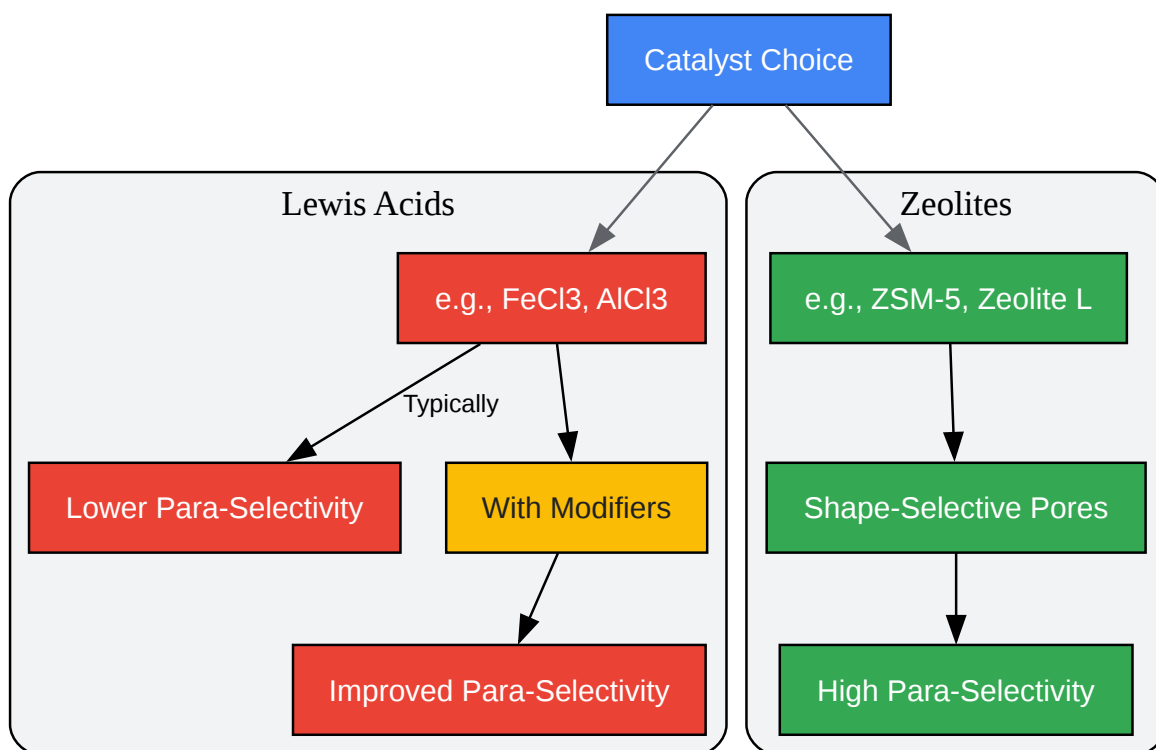 Catalyst Choice
Lewis Acids
Zeolites
e.g., FeCl3, AlCl3
e.g., ZSM-5, Zeolite L
Typically
Lower Para-Selectivity
With Modifiers
Shape-Selective Pores
Improved Para-Selectivity
High Para-Selectivity